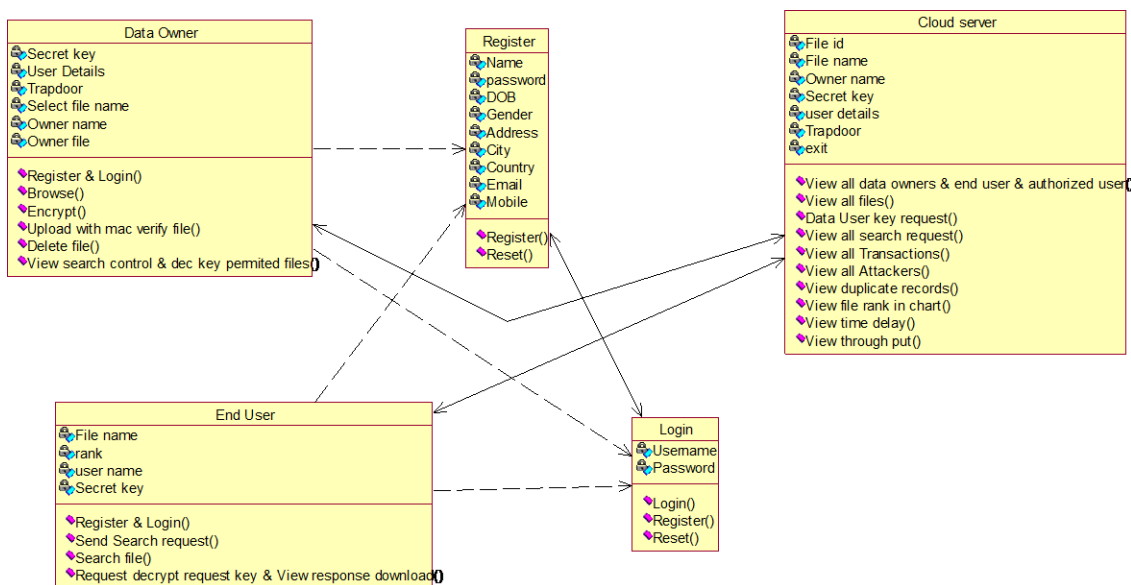 Data Owner
Secret key
User Details
Trapdoor
Select file name
Owner name
Owner file
Register & Login()
Browse()
Encrypt()
Upload with mac verify file()
Delete file()
View search control & dec key permited files()
Register
Name
password
DOB
Gender
Address
City
Country
Email
Mobile
Register()
Reset()
Cloud server
File id
File name
Owner name
Secret key
user details
Trapdoor
exit
View all data owners & end user & authorized user()
View all files()
Data User key request()
View all search request()
View all Transactions()
View all Attackers()
View duplicate records()
View file rank in chart()
View time delay()
View through put()
End User
File name
rank
user name
Secret key
Register & Login()
Send Search request()
Search file()
Request decrypt request key & View response download()
Login
Username
Password
Login()
Register()
Reset()